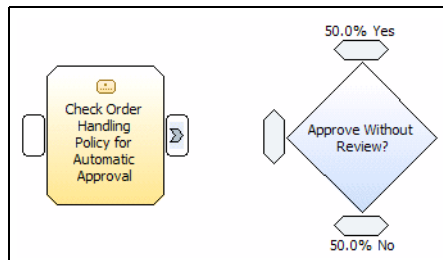 50.0% Yes
Check Order
Handling
Policy for
Automatic
Approval
Approve Without
Review?
50.0% No